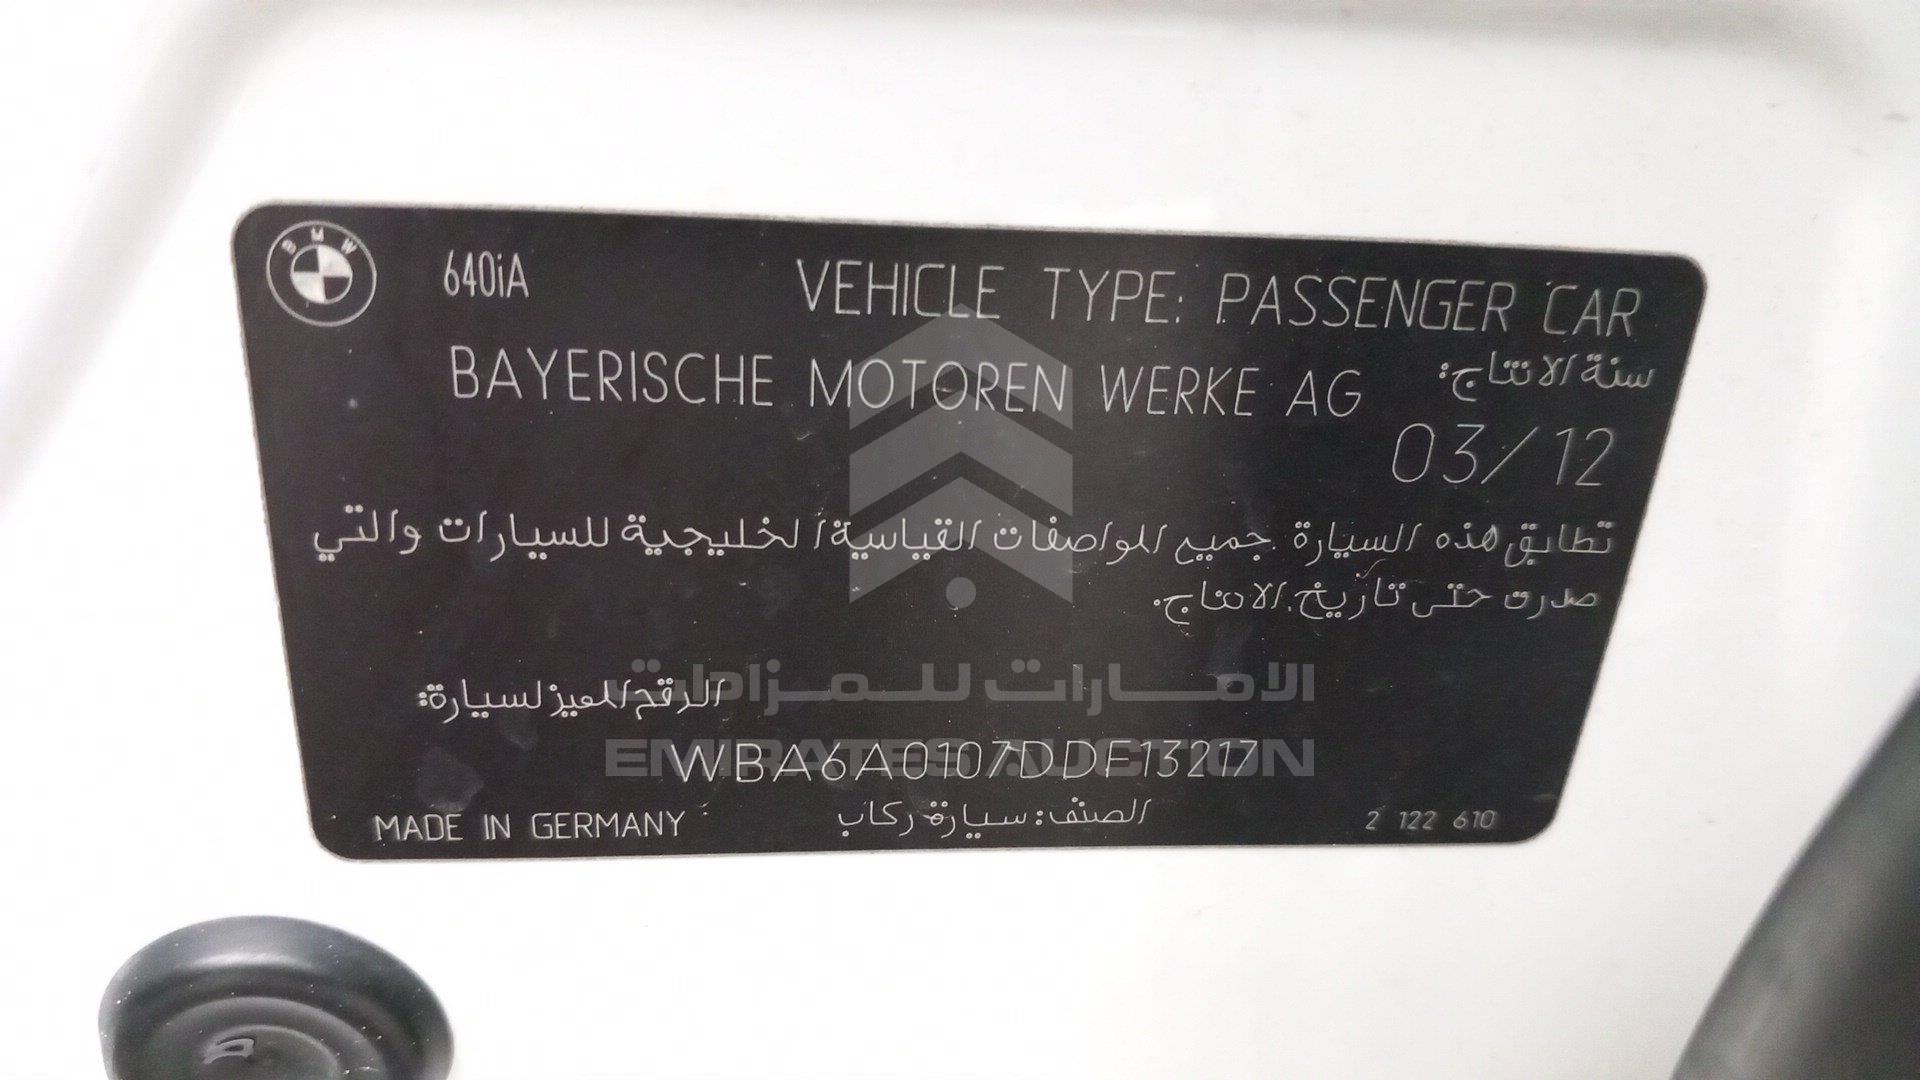 BMW 640iA VEHICLE TYPE: PASSENGER CAR
BAYERISCHE MOTOREN WERKE AG سنة الانتاج:
03/12
تطابق هذه السيارة جميع المواصفات القياسية الخليجية للسيارات والتي
صدرت حتى تاريخ الانتاج.
الامارات للمزادات
الرقم المميز لسيارة:
WBA6A0107DDF13217
EMIRATES AUCTION
MADE IN GERMANY الصنف: سيارة ركاب 2 122 610